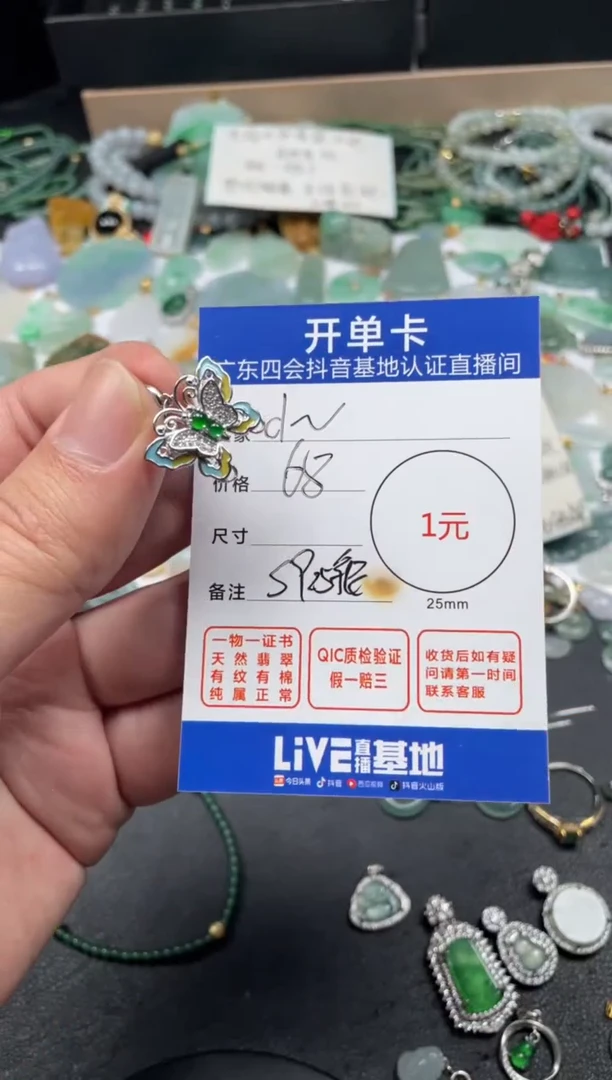 开单卡
广东四会抖音基地认证直播间
家
价格 68
尺寸
备注
1元
25mm
一物一证书
天然翡翠
有纹有棉
纯属正常
QIC质检验证
假一赔三
收货后如有疑
问请第一时间
联系客服
LiVE直播基地
今日头条 抖音 西瓜视频 抖音火山版